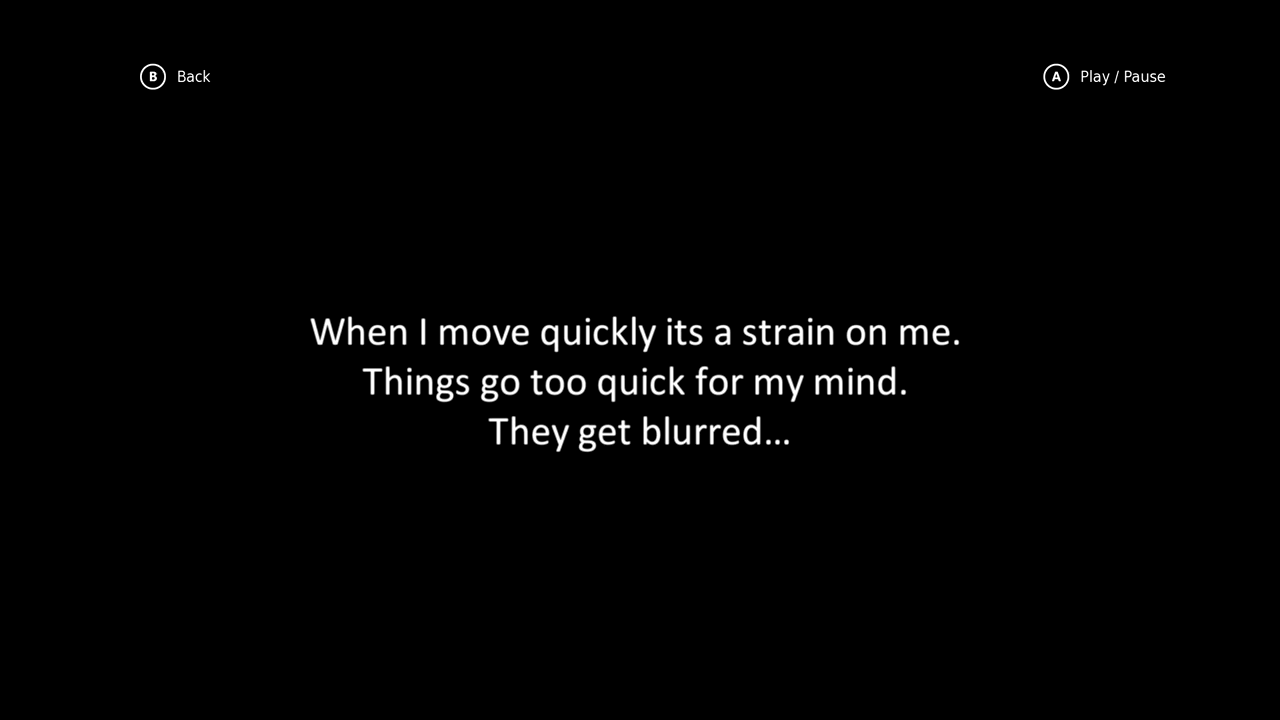 B Back
A Play / Pause
When I move quickly its a strain on me.
Things go too quick for my mind.
They get blurred...